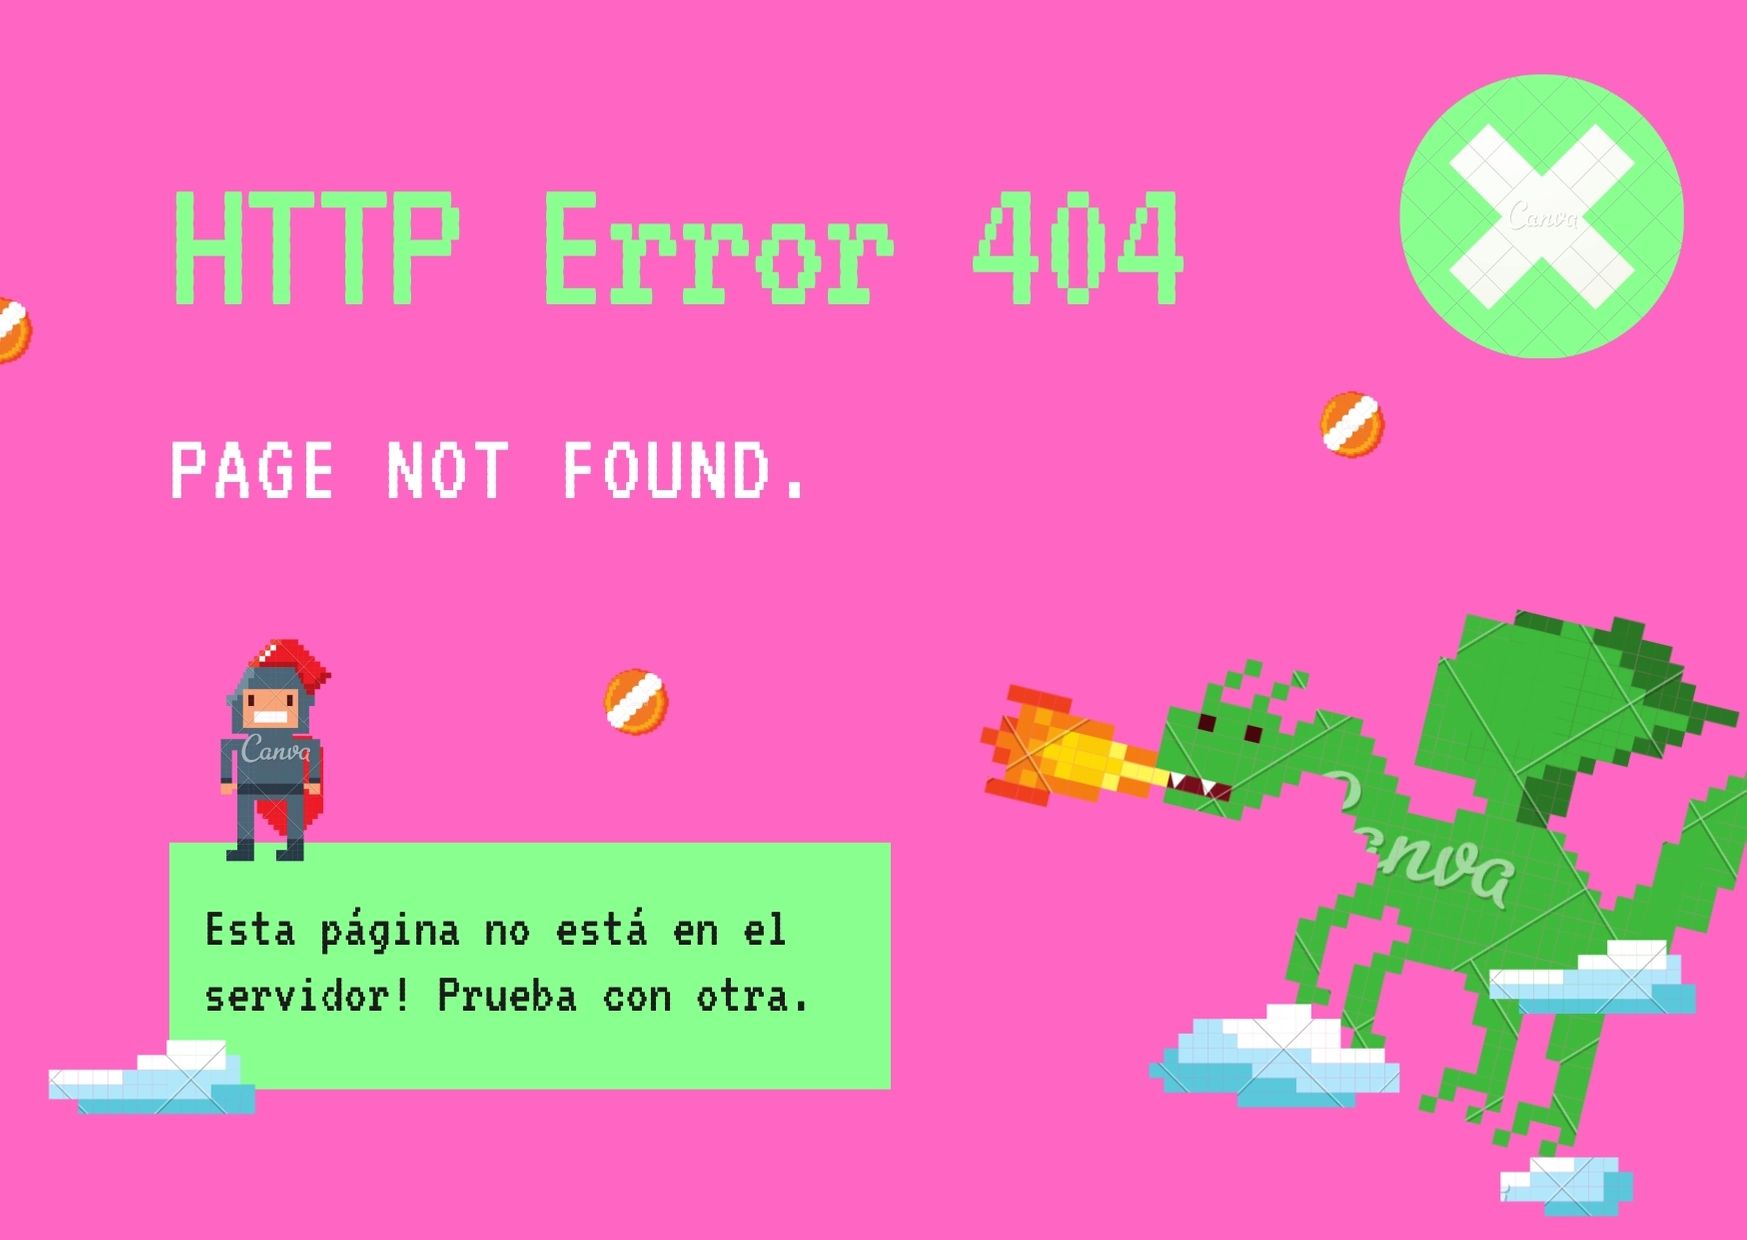 HTTP Error 404
Canva
PAGE NOT FOUND.
Canva
Canva
Esta página no está en el
servidor! Prueba con otra.